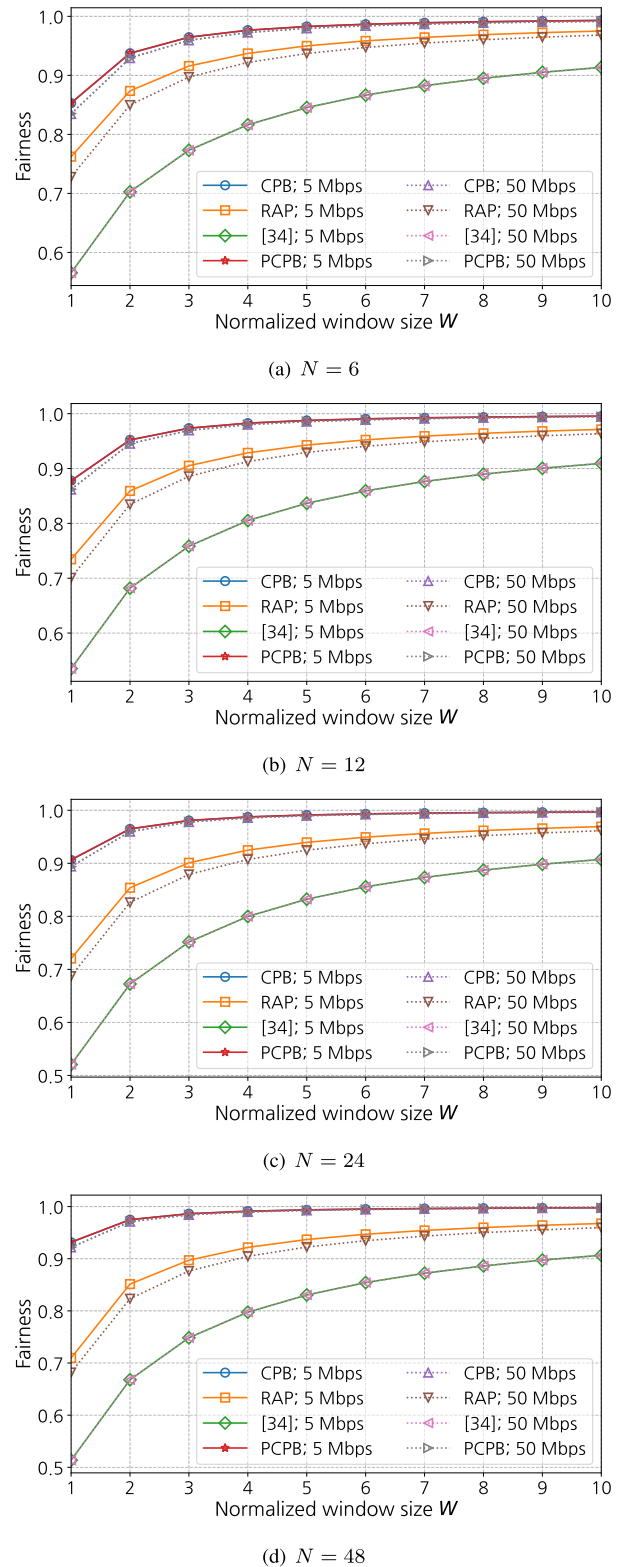 1.0
0.9
0.8
0.7
0.6
Fairness
CPB; 5 Mbps
RAP; 5 Mbps
[34]; 5 Mbps
PCPB; 5 Mbps
CPB; 50 Mbps
RAP; 50 Mbps
[34]; 50 Mbps
PCPB; 50 Mbps
1 2 3 4 5 6 7 8 9 10
Normalized window size W
(a) N = 6
1.0
0.9
0.8
0.7
0.6
Fairness
CPB; 5 Mbps
RAP; 5 Mbps
[34]; 5 Mbps
PCPB; 5 Mbps
CPB; 50 Mbps
RAP; 50 Mbps
[34]; 50 Mbps
PCPB; 50 Mbps
1 2 3 4 5 6 7 8 9 10
Normalized window size W
(b) N = 12
1.0
0.9
0.8
0.7
0.6
0.5
Fairness
CPB; 5 Mbps
RAP; 5 Mbps
[34]; 5 Mbps
PCPB; 5 Mbps
CPB; 50 Mbps
RAP; 50 Mbps
[34]; 50 Mbps
PCPB; 50 Mbps
1 2 3 4 5 6 7 8 9 10
Normalized window size W
(c) N = 24
1.0
0.9
0.8
0.7
0.6
0.5
Fairness
CPB; 5 Mbps
RAP; 5 Mbps
[34]; 5 Mbps
PCPB; 5 Mbps
CPB; 50 Mbps
RAP; 50 Mbps
[34]; 50 Mbps
PCPB; 50 Mbps
1 2 3 4 5 6 7 8 9 10
Normalized window size W
(d) N = 48